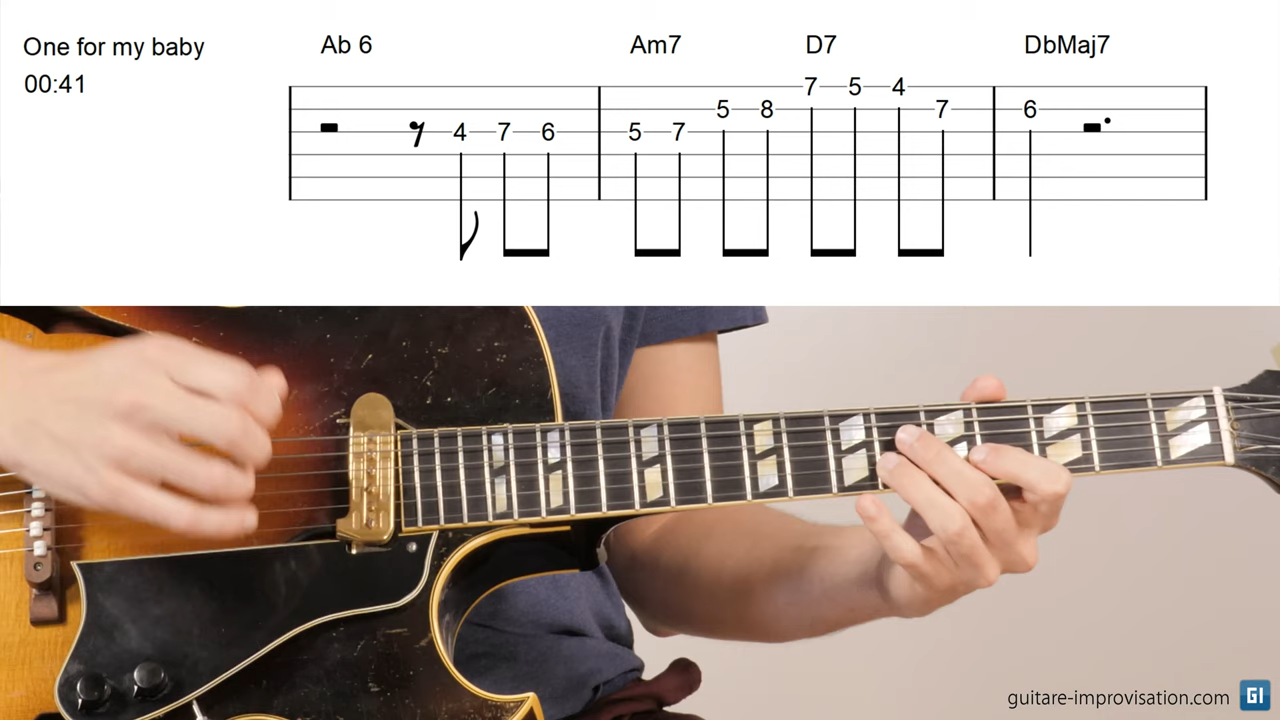 One for my baby
00:41
Ab 6 Am7 D7 DbMaj7
7 5 4
5 8 7 6
4 7 6 5 7
guitare-improvisation.com GI